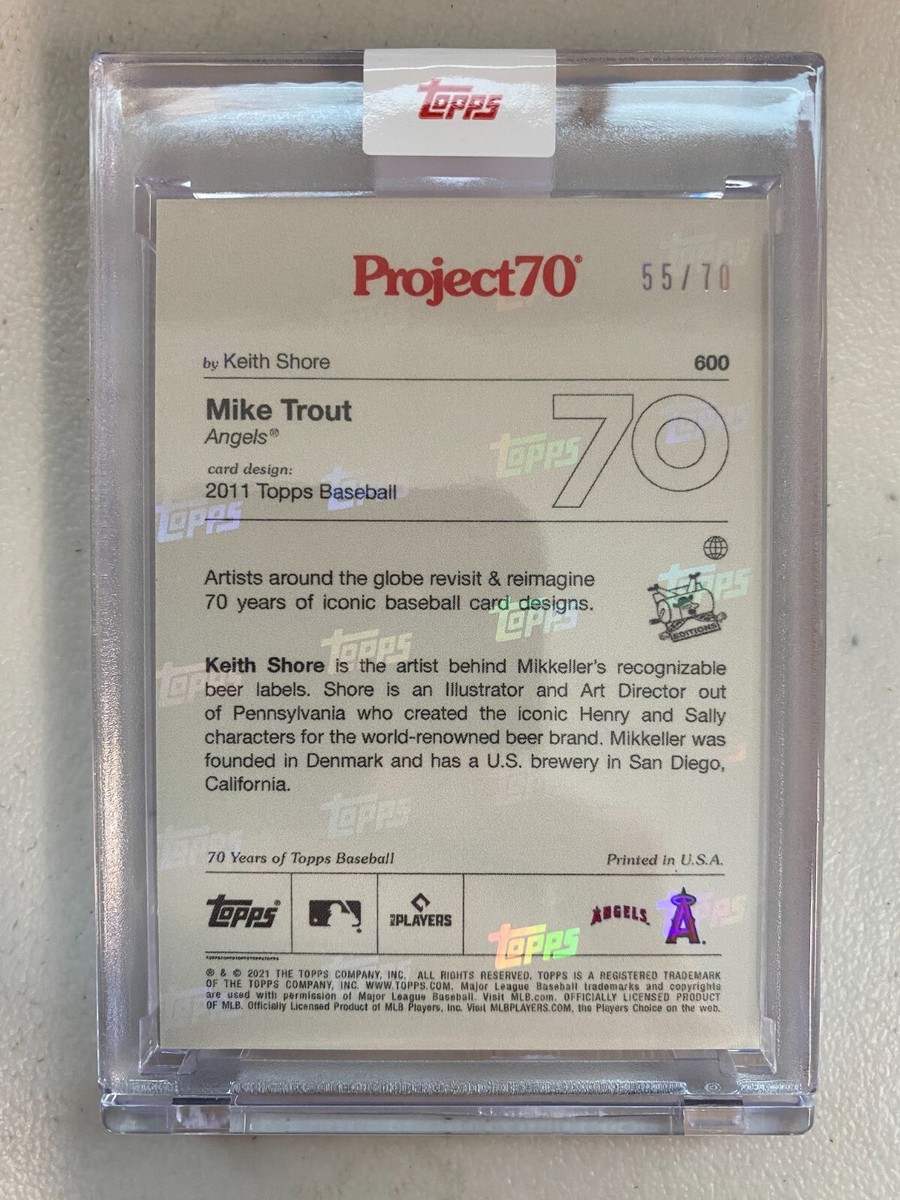 Topps
Project70® 55/70
by Keith Shore 600
Mike Trout
Angels®
70
card design:
2011 Topps Baseball
Artists around the globe revisit & reimagine
70 years of iconic baseball card designs.
EDITIONS
Keith Shore is the artist behind Mikkeller's recognizable
beer labels. Shore is an Illustrator and Art Director out
of Pennsylvania who created the iconic Henry and Sally
characters for the world-renowned beer brand. Mikkeller was
founded in Denmark and has a U.S. brewery in San Diego,
California.
70 Years of Topps Baseball Printed in U.S.A.
Topps® PLAYERS ANGELS A
® & © 2021 THE TOPPS COMPANY, INC. ALL RIGHTS RESERVED. TOPPS IS A REGISTERED TRADEMARK
OF THE TOPPS COMPANY, INC. WWW.TOPPS.COM. Major League Baseball trademarks and copyrights
are used with permission of Major League Baseball. Visit MLB.com. OFFICIALLY LICENSED PRODUCT
OF MLB. Officially Licensed Product of MLB Players, Inc. Visit MLBPLAYERS.COM, the Players Choice on the web.